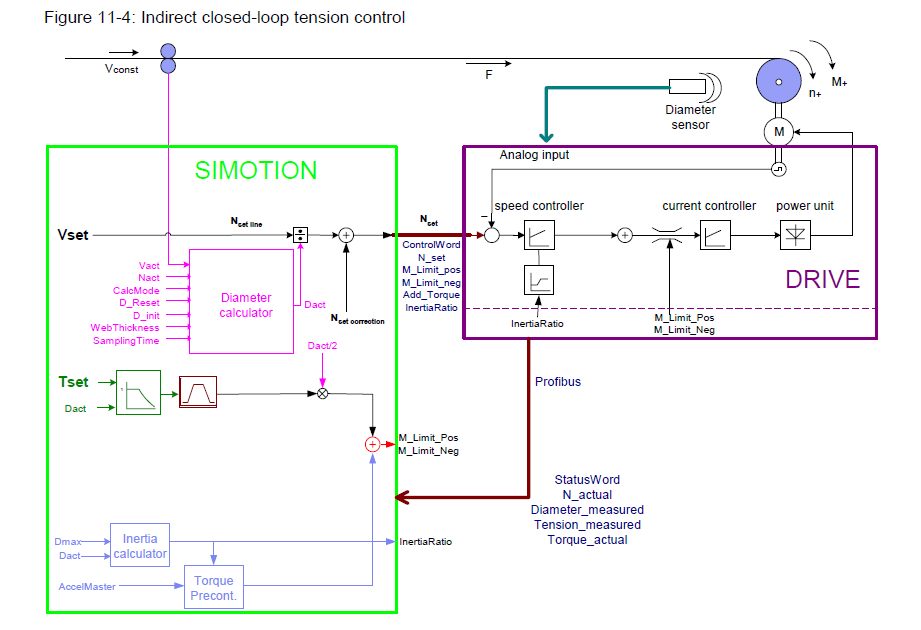 Figure 11-4: Indirect closed-loop tension control
Vconst
F
M+
n+
Diameter
sensor
M
Analog input
SIMOTION
speed controller
current controller
power unit
Nset line
Nset
Vset
ControlWord
N_set
M_Limit_pos
M_Limit_neg
Add_Torque
InertiaRatio
DRIVE
Vact
Nact
CalcMode
D_Reset
D_init
WebThickness
SamplingTime
Diameter
calculator
Dact
Nset correction
InertiaRatio
M_Limit_Pos
M_Limit_Neg
Dact/2
Tset
Dact
1
Profibus
M_Limit_Pos
M_Limit_Neg
StatusWord
N_actual
Diameter_measured
Tension_measured
Torque_actual
Dmax
Dact
Inertia
calculator
InertiaRatio
AccelMaster
Torque
Precont.